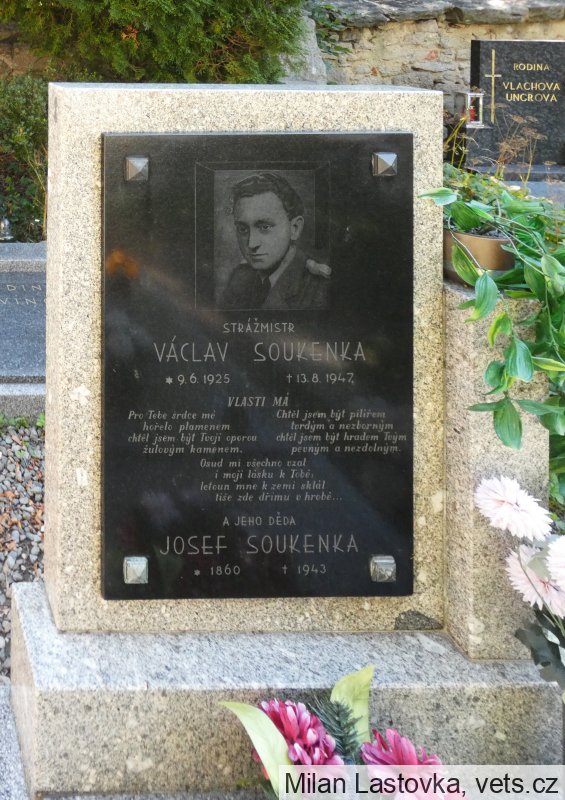 RODINA
VLACHOVA
UNGROVA
STRÁŽMISTR
VÁCLAV SOUKENKA
* 9.6.1925 † 13.8.1947
VLASTI MÁ
Pro Tebe srdce mé
hořelo plamenem
chtěl jsem být Tvojí oporou
žulovým kamenem.
Chtěl jsem být pilířem
tvrdým a nezborným
chtěl jsem být hradem Tvým
pevným a nezdolným.
Osud mi všechno vzal
i moji lásku k Tobě,
letoun mne k zemi sklál
tiše zde dřímu v hrobě...
A JEHO DĚDA
JOSEF SOUKENKA
* 1860 † 1943
Milan Lastovka, vets.cz